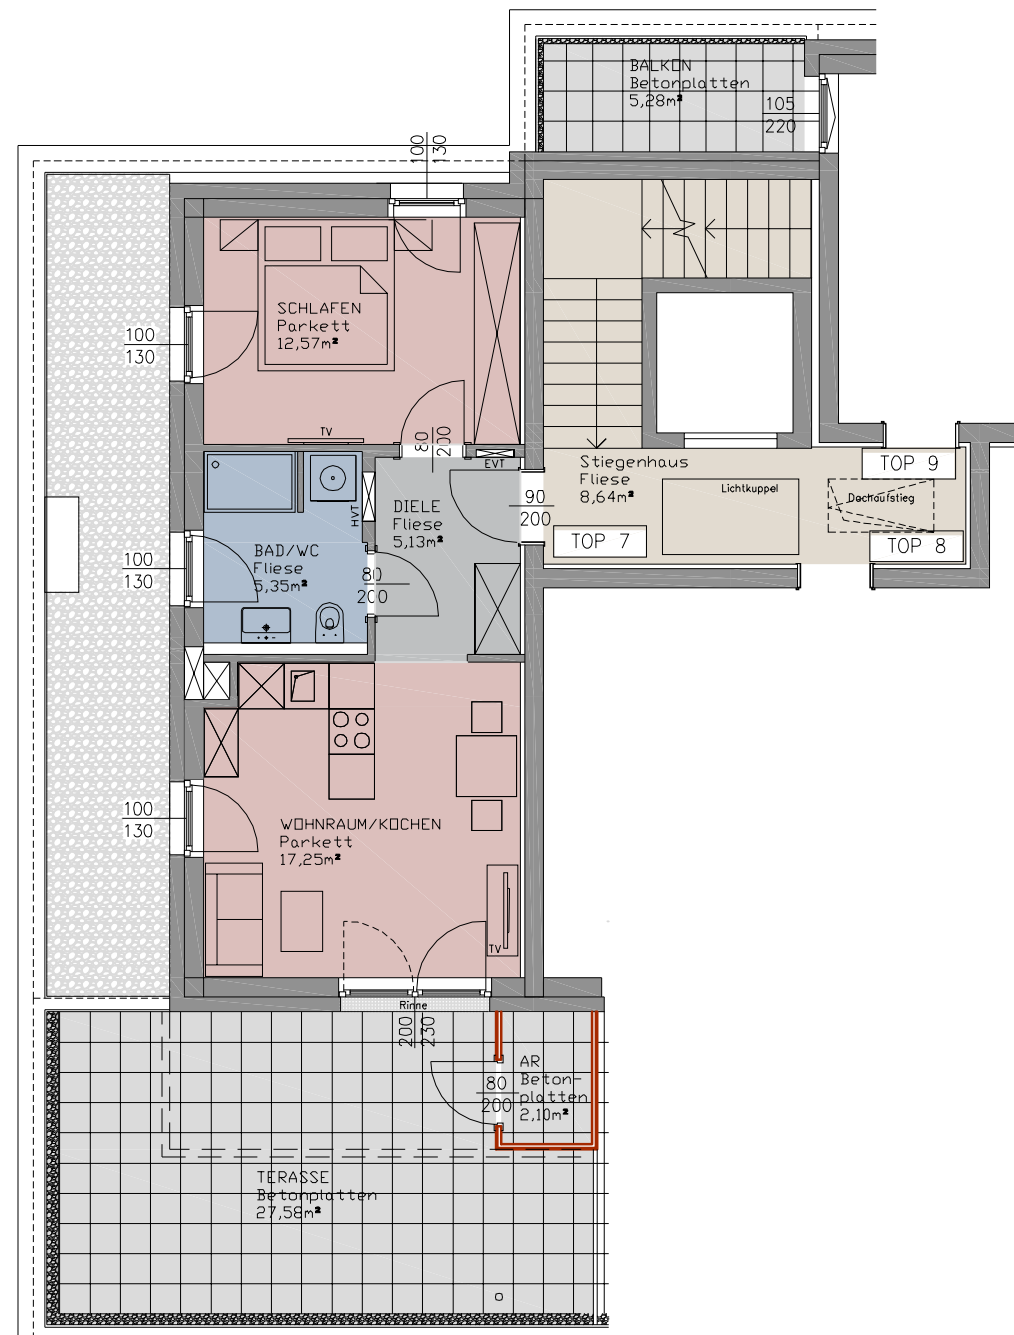 BALKON
Betonplatten
5,28m²
105
220
100
130
SCHLAFEN
Parkett
12,57m²
100
130
TV
80
200
EVT
Stiegenhaus
Fliese
8,64m²
TOP 9
Lichtkuppel
Dachaufstieg
90
200
TOP 7
TOP 8
DIELE
Fliese
5,13m²
HVT
BAD/WC
Fliese
5,35m²
100
130
80
200
100
130
WOHNRAUM/KOCHEN
Parkett
17,25m²
TV
Rinne
200
230
AR
Beton-
platten
2,10m²
80
200
TERASSE
Betonplatten
27,58m²